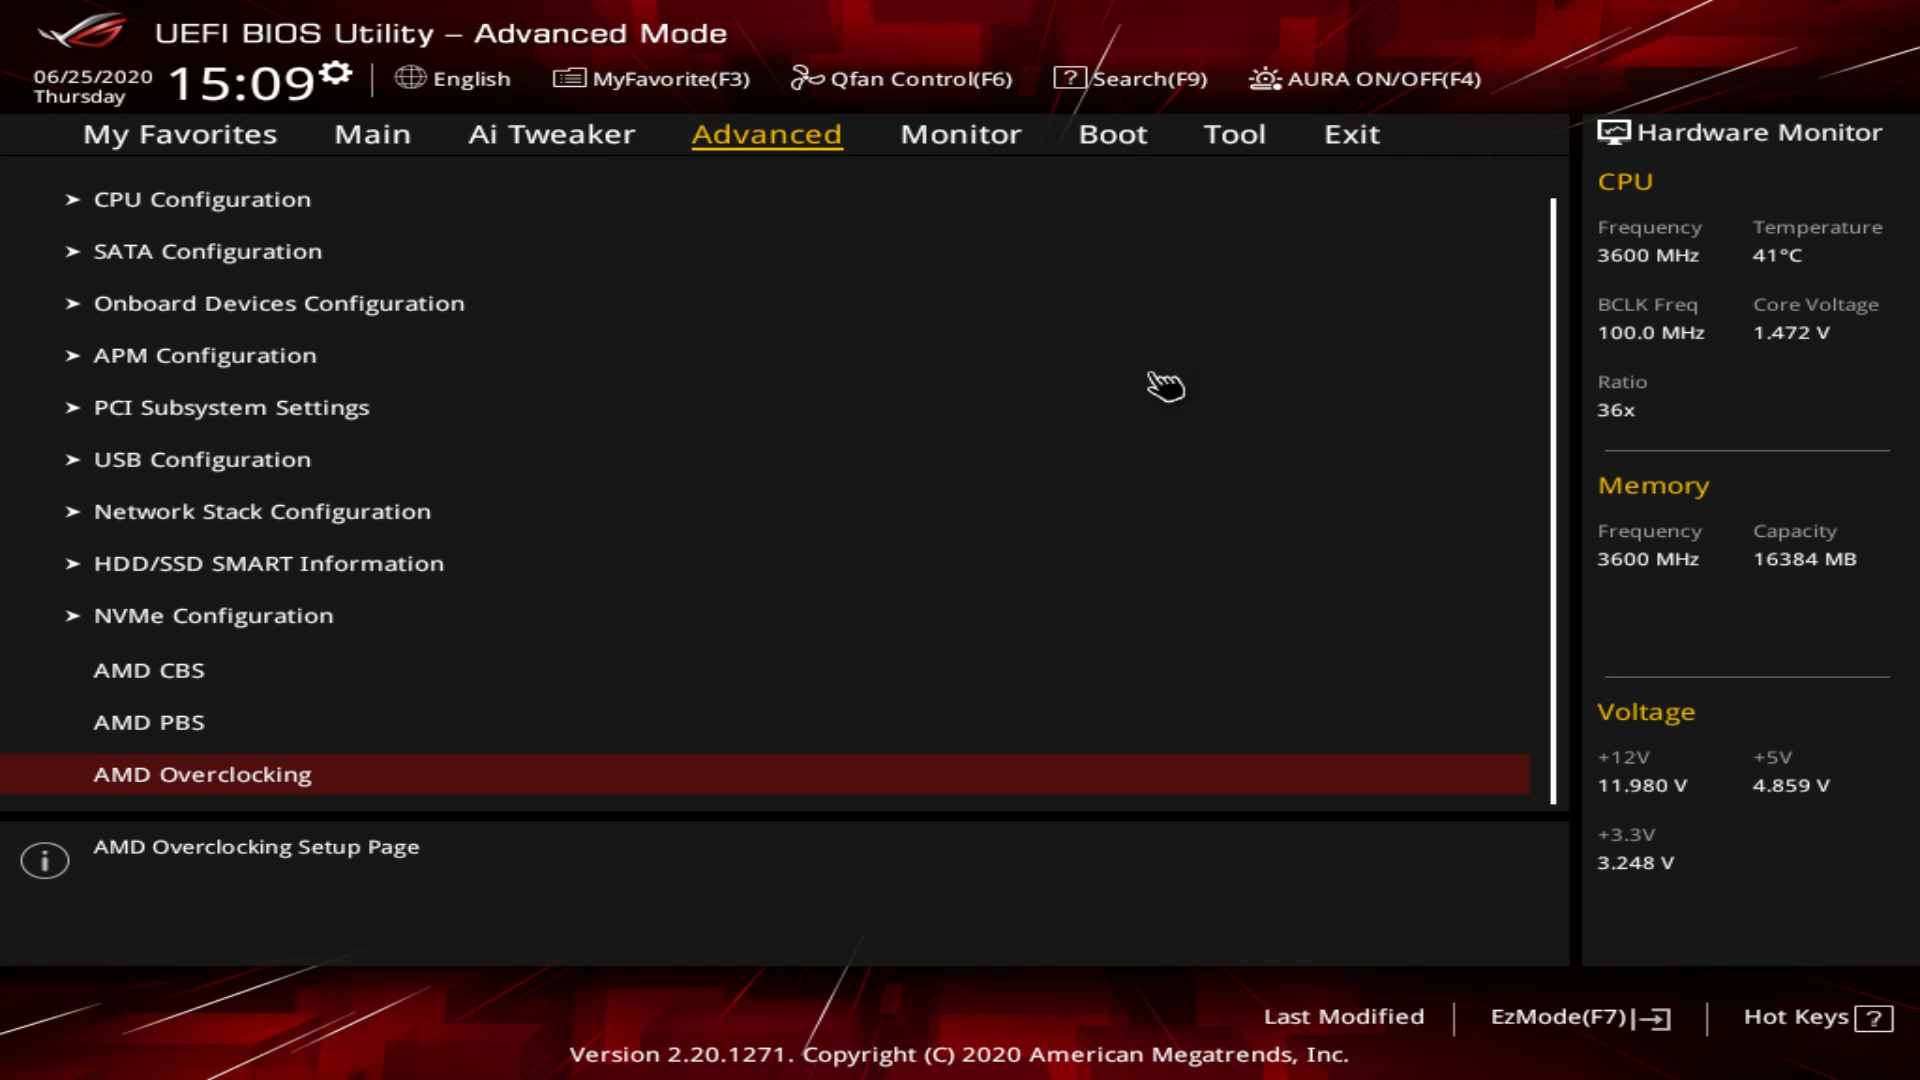 UEFI BIOS Utility – Advanced Mode
06/25/2020
Thursday
15:09
English
MyFavorite(F3)
Qfan Control(F6)
? Search(F9)
AURA ON/OFF(F4)
My Favorites
Main
Ai Tweaker
Advanced
Monitor
Boot
Tool
Exit
CPU Configuration
SATA Configuration
Onboard Devices Configuration
APM Configuration
PCI Subsystem Settings
USB Configuration
Network Stack Configuration
HDD/SSD SMART Information
NVMe Configuration
AMD CBS
AMD PBS
AMD Overclocking
i AMD Overclocking Setup Page
Hardware Monitor
CPU
Frequency Temperature
3600 MHz 41°C
BCLK Freq Core Voltage
100.0 MHz 1.472 V
Ratio
36x
Memory
Frequency Capacity
3600 MHz 16384 MB
Voltage
+12V +5V
11.980 V 4.859 V
+3.3V
3.248 V
Last Modified
EzMode(F7)
Hot Keys ?
Version 2.20.1271. Copyright (C) 2020 American Megatrends, Inc.